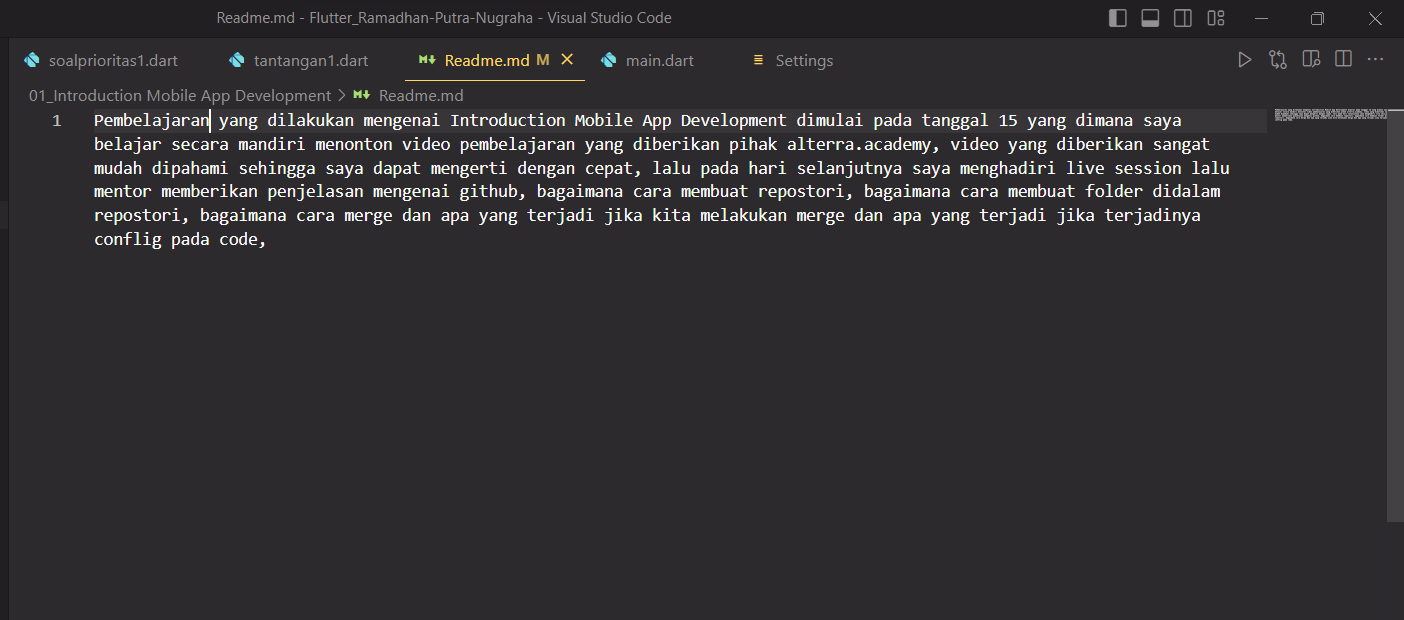 Readme.md - Flutter_Ramadhan-Putra-Nugraha - Visual Studio Code
soalprioritas1.dart tantangan1.dart Readme.md M main.dart Settings
01_Introduction Mobile App Development > Readme.md
1 Pembelajaran yang dilakukan mengenai Introduction Mobile App Development dimulai pada tanggal 15 yang dimana saya
belajar secara mandiri menonton video pembelajaran yang diberikan pihak alterra.academy, video yang diberikan sangat
mudah dipahami sehingga saya dapat mengerti dengan cepat, lalu pada hari selanjutnya saya menghadiri live session lalu
mentor memberikan penjelasan mengenai github, bagaimana cara membuat repostori, bagaimana cara membuat folder didalam
repostori, bagaimana cara merge dan apa yang terjadi jika kita melakukan merge dan apa yang terjadi jika terjadinya
conflig pada code,